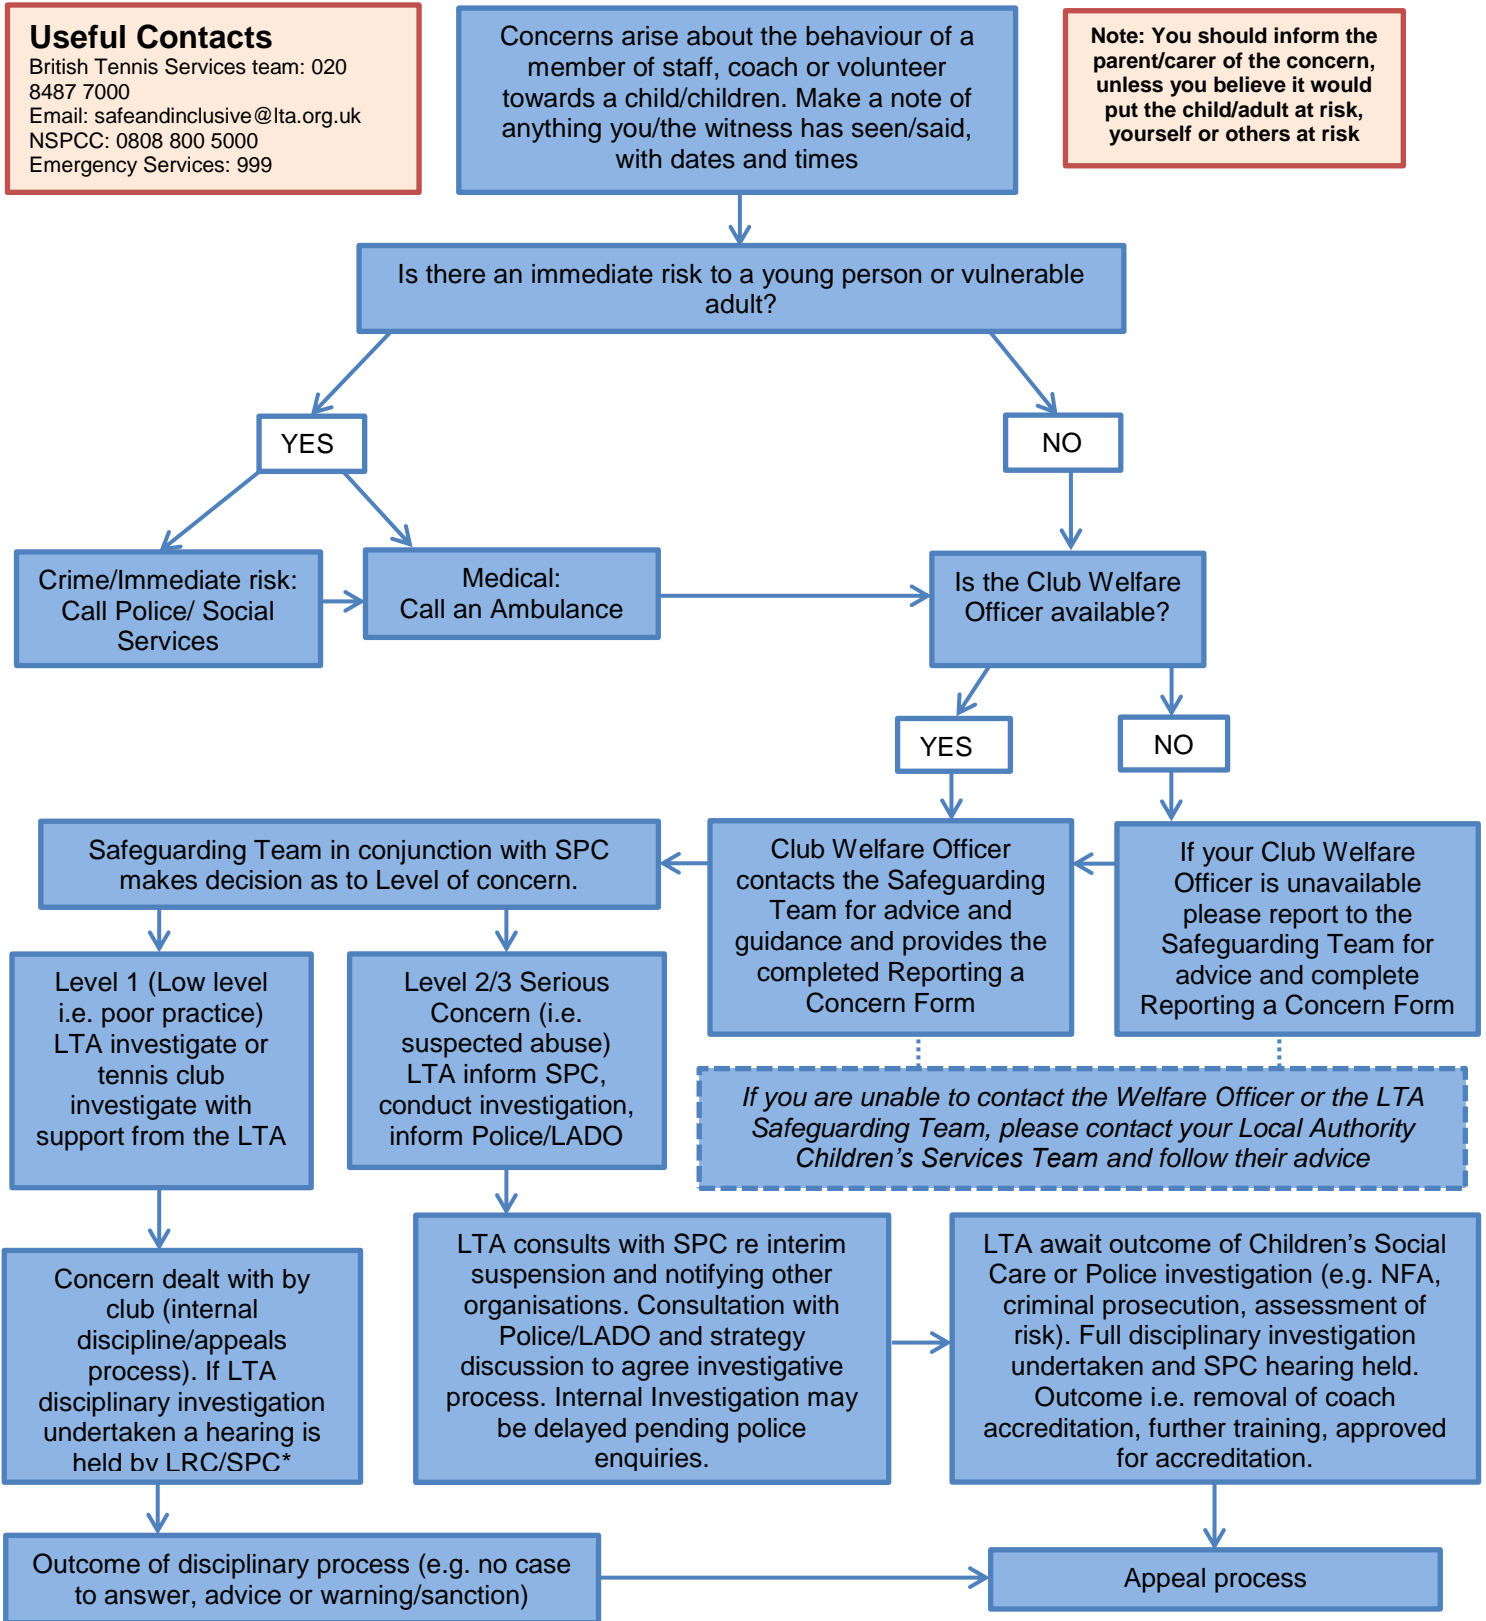 Useful Contacts
British Tennis Services team: 020
8487 7000
Email: safeandinclusive@lta.org.uk
NSPCC: 0808 800 5000
Emergency Services: 999
Concerns arise about the behaviour of a
member of staff, coach or volunteer
towards a child/children. Make a note of
anything you/the witness has seen/said,
with dates and times
Note: You should inform the
parent/carer of the concern,
unless you believe it would
put the child/adult at risk,
yourself or others at risk
Is there an immediate risk to a young person or vulnerable
adult?
YES
NO
Crime/Immediate risk:
Call Police/ Social
Services
Medical:
Call an Ambulance
Is the Club Welfare
Officer available?
YES
NO
Safeguarding Team in conjunction with SPC
makes decision as to Level of concern.
Club Welfare Officer
contacts the Safeguarding
Team for advice and
guidance and provides the
completed Reporting a
Concern Form
If your Club Welfare
Officer is unavailable
please report to the
Safeguarding Team for
advice and complete
Reporting a Concern Form
Level 1 (Low level
i.e. poor practice)
LTA investigate or
tennis club
investigate with
support from the LTA
Level 2/3 Serious
Concern (i.e.
suspected abuse)
LTA inform SPC,
conduct investigation,
inform Police/LADO
If you are unable to contact the Welfare Officer or the LTA
Safeguarding Team, please contact your Local Authority
Children’s Services Team and follow their advice
Concern dealt with by
club (internal
discipline/appeals
process). If LTA
disciplinary investigation
undertaken a hearing is
held by LRC/SPC*
LTA consults with SPC re interim
suspension and notifying other
organisations. Consultation with
Police/LADO and strategy
discussion to agree investigative
process. Internal Investigation may
be delayed pending police
enquiries.
LTA await outcome of Children’s Social
Care or Police investigation (e.g. NFA,
criminal prosecution, assessment of
risk). Full disciplinary investigation
undertaken and SPC hearing held.
Outcome i.e. removal of coach
accreditation, further training, approved
for accreditation.
Outcome of disciplinary process (e.g. no case
to answer, advice or warning/sanction)
Appeal process